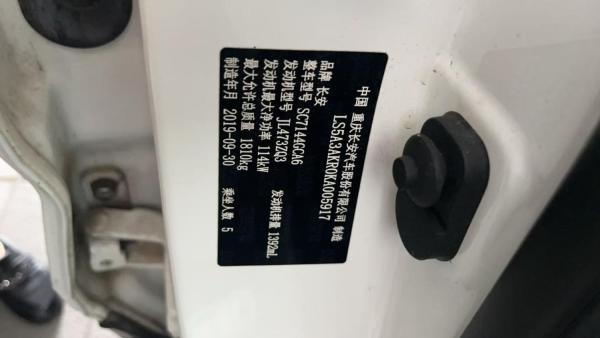 中国 重庆长安汽车股份有限公司 制造
LS5A3AKR0KA005917
品牌 长安
整车型号 SC7144GCA6
发动机型号 JL473ZQ3 发动机排量 1392mL
发动机最大净功率 114kW
最大允许总质量 1810kg
制造年月 2019-09-30 乘坐人数 5